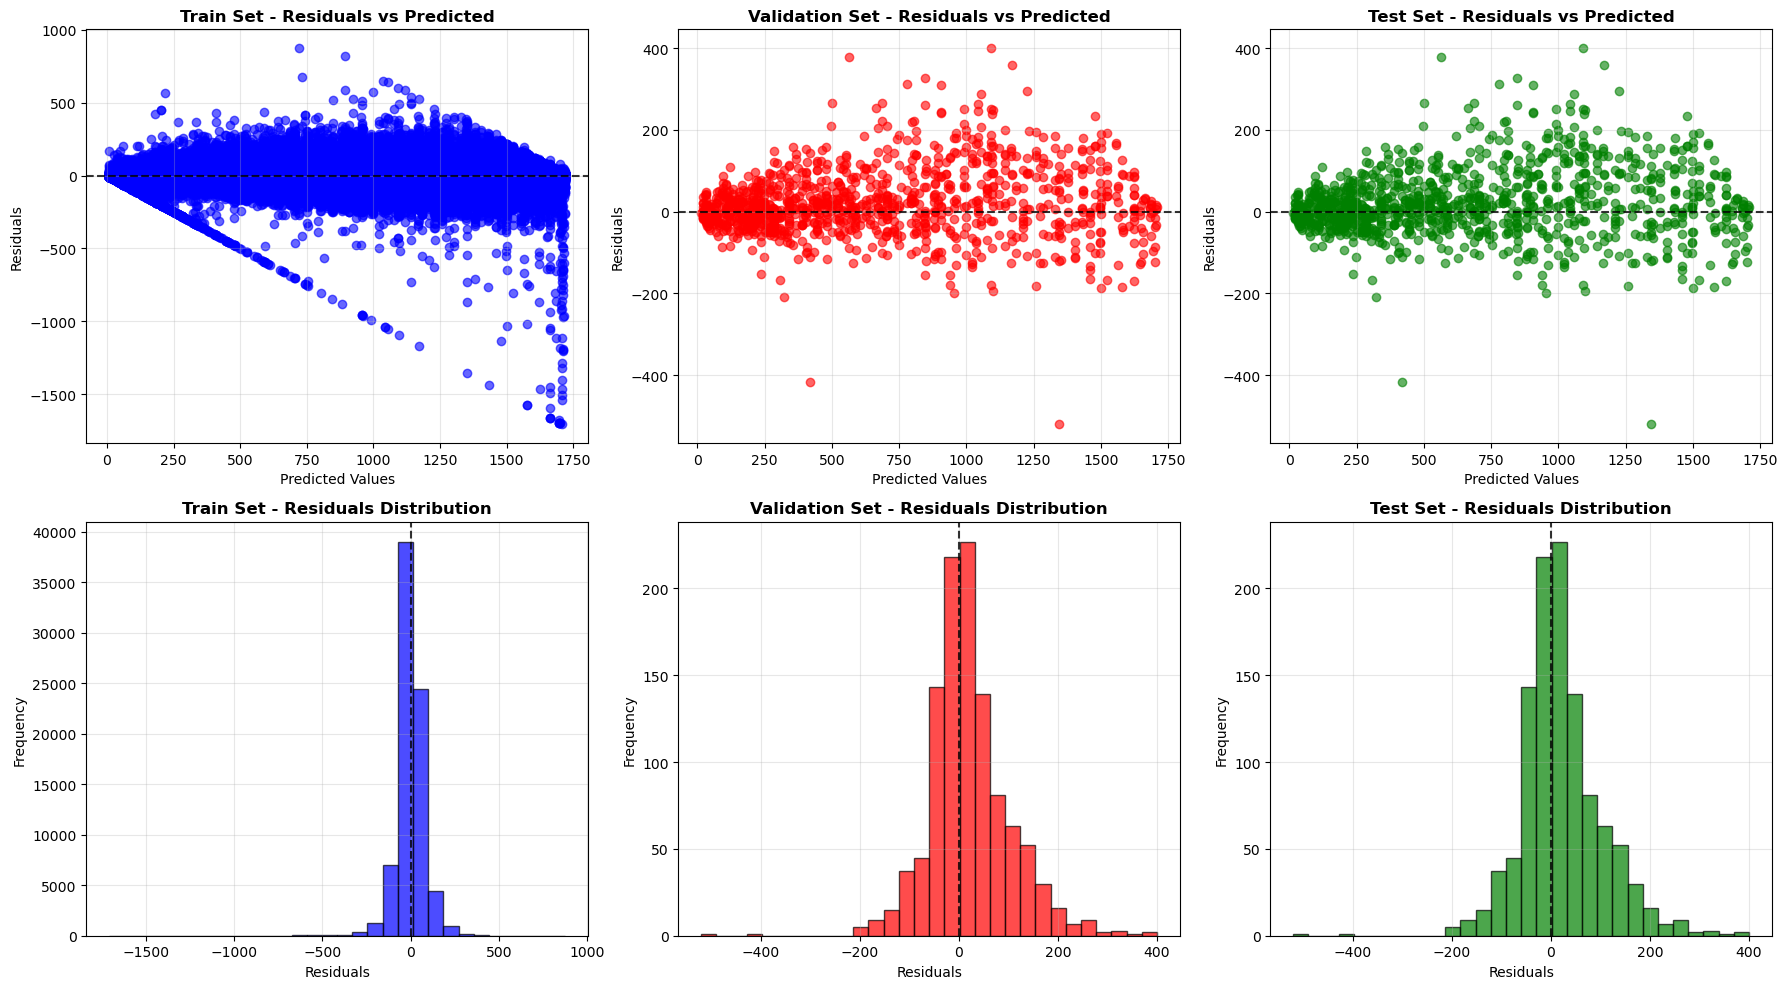 Train Set - Residuals vs Predicted
1000
500
0
−500
−1000
−1500
Residuals
0 250 500 750 1000 1250 1500 1750
Predicted Values
Validation Set - Residuals vs Predicted
400
200
0
−200
−400
Residuals
0 250 500 750 1000 1250 1500 1750
Predicted Values
Test Set - Residuals vs Predicted
400
200
0
−200
−400
Residuals
0 250 500 750 1000 1250 1500 1750
Predicted Values
Train Set - Residuals Distribution
40000
35000
30000
25000
20000
15000
10000
5000
0
Frequency
−1500 −1000 −500 0 500 1000
Residuals
Validation Set - Residuals Distribution
200
150
100
50
0
Frequency
−400 −200 0 200 400
Residuals
Test Set - Residuals Distribution
200
150
100
50
0
Frequency
−400 −200 0 200 400
Residuals